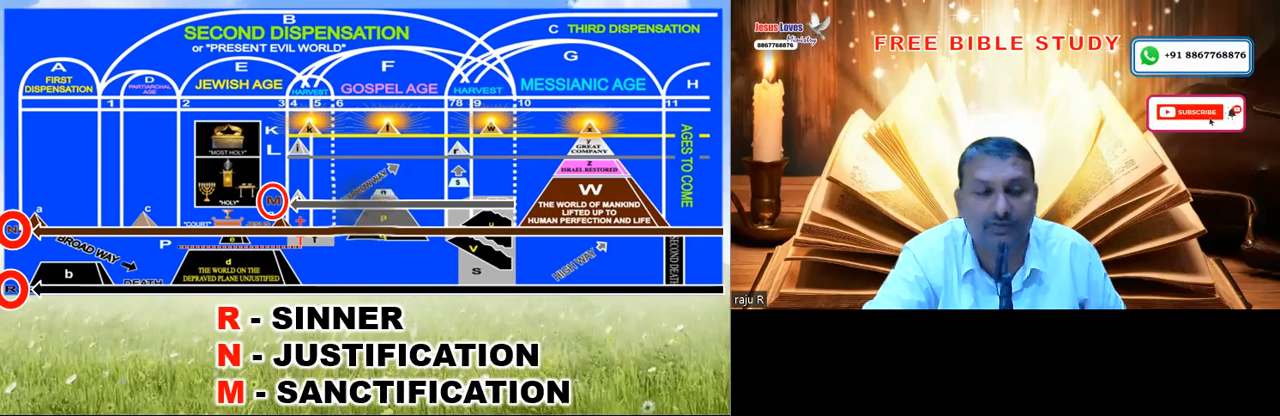 B
SECOND DISPENSATION
or "PRESENT EVIL WORLD"
C THIRD DISPENSATION
A
FIRST
DISPENSATION
D
PARTIARCHAL
AGE
E
JEWISH AGE
HARVEST
F
GOSPEL AGE
HARVEST
G
MESSIANIC AGE
H
1
2
3
4
5
6
7 8
9
10
11
K
L
"MOST HOLY"
"HOLY"
"COURT"
k
l
w
x
y
GREAT
COMPANY
Z
ISRAEL RESTORED
W
THE WORLD OF MANKIND
LIFTED UP TO
HUMAN PERFECTION AND LIFE
AGES TO COME
i
r
s
M
a
c
n
p
q
N
P
e
t
u
V
S
BROAD WAY
DEATH
b
d
THE WORLD ON THE
DEPRAVED PLANE UNJUSTIFIED
HIGH WAY
SECOND DEATH
R
R - SINNER
N - JUSTIFICATION
M - SANCTIFICATION
Jesus Loves
Ministry
8867768876
FREE BIBLE STUDY
+91 8867768876
SUBSCRIBE
raju R